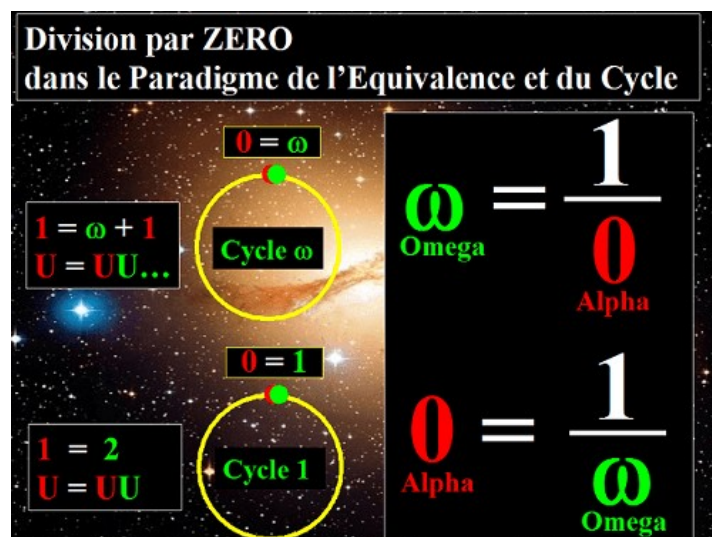 Division par ZERO
dans le Paradigme de l'Equivalence et du Cycle
0 = ω
1 = ω + 1
U = UU...
Cycle ω
0 = 1
1 = 2
U = UU
Cycle 1
ω = 1/0
Omega
Alpha
0 = 1/ω
Alpha
Omega